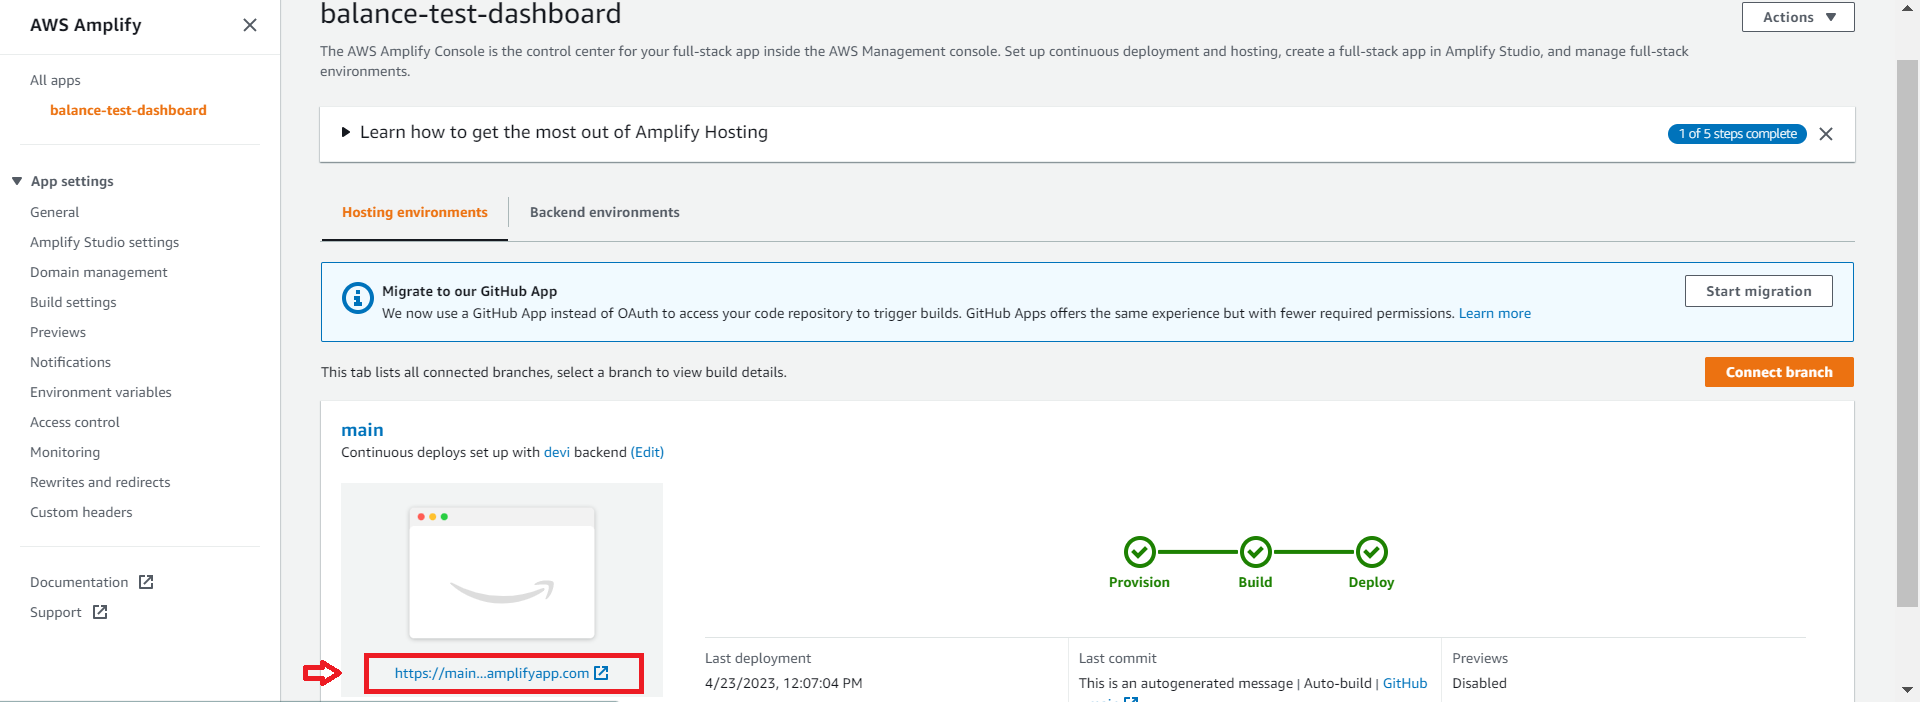 AWS Amplify
All apps
balance-test-dashboard
App settings
General
Amplify Studio settings
Domain management
Build settings
Previews
Notifications
Environment variables
Access control
Monitoring
Rewrites and redirects
Custom headers
Documentation
Support
balance-test-dashboard
Actions
The AWS Amplify Console is the control center for your full-stack app inside the AWS Management console. Set up continuous deployment and hosting, create a full-stack app in Amplify Studio, and manage full-stack
environments.
Learn how to get the most out of Amplify Hosting
1 of 5 steps complete
Hosting environments
Backend environments
Migrate to our GitHub App
We now use a GitHub App instead of OAuth to access your code repository to trigger builds. GitHub Apps offers the same experience but with fewer required permissions. Learn more
Start migration
This tab lists all connected branches, select a branch to view build details.
Connect branch
main
Continuous deploys set up with devi backend (Edit)
https://main...amplifyapp.com
Provision
Build
Deploy
Last deployment
4/23/2023, 12:07:04 PM
Last commit
This is an autogenerated message | Auto-build | GitHub
Previews
Disabled